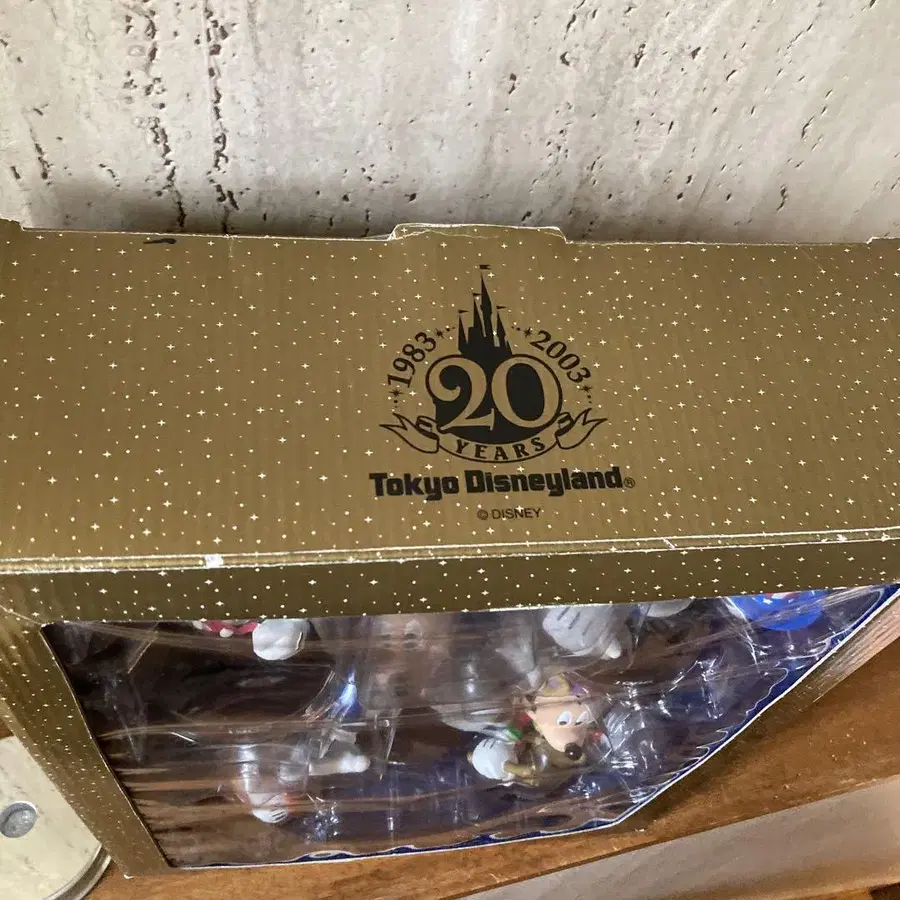 1983 2003
20
YEARS
Tokyo Disneyland®
© DISNEY